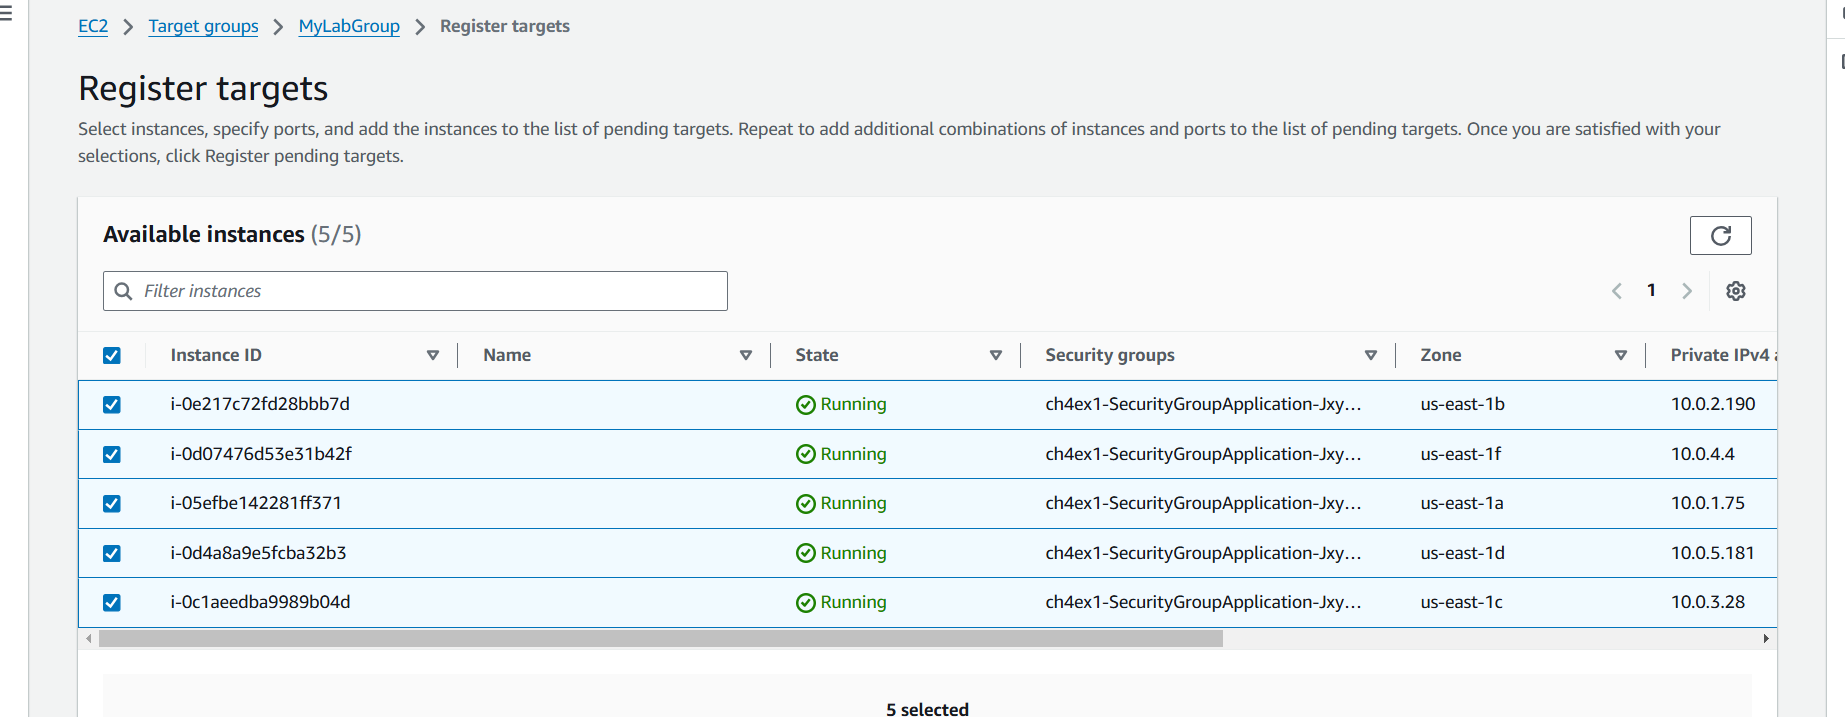 EC2 > Target groups > MyLabGroup > Register targets
Register targets
Select instances, specify ports, and add the instances to the list of pending targets. Repeat to add additional combinations of instances and ports to the list of pending targets. Once you are satisfied with your
selections, click Register pending targets.
Available instances (5/5)
Filter instances
1
Instance ID Name State Security groups Zone Private IPv4
i-0e217c72fd28bbb7d Running ch4ex1-SecurityGroupApplication-Jxy... us-east-1b 10.0.2.190
i-0d07476d53e31b42f Running ch4ex1-SecurityGroupApplication-Jxy... us-east-1f 10.0.4.4
i-05efbe142281ff371 Running ch4ex1-SecurityGroupApplication-Jxy... us-east-1a 10.0.1.75
i-0d4a8a9e5fcba32b3 Running ch4ex1-SecurityGroupApplication-Jxy... us-east-1d 10.0.5.181
i-0c1aeedba9989b04d Running ch4ex1-SecurityGroupApplication-Jxy... us-east-1c 10.0.3.28
5 selected